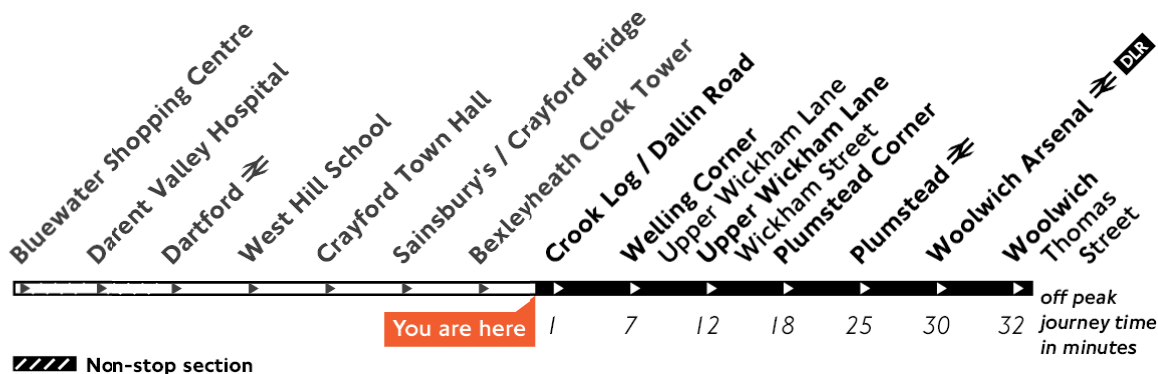 Bluewater Shopping Centre
Darent Valley Hospital
Dartford
West Hill School
Crayford Town Hall
Sainsbury's / Crayford Bridge
Bexleyheath Clock Tower
Crook Log / Dallin Road
Welling Corner
Upper Wickham Lane
Upper Wickham Lane
Wickham Street
Plumstead Corner
Plumstead
Woolwich Arsenal DLR
Woolwich
Thomas
Street
You are here
1 7 12 18 25 30 32
off peak
journey time
in minutes
Non-stop section